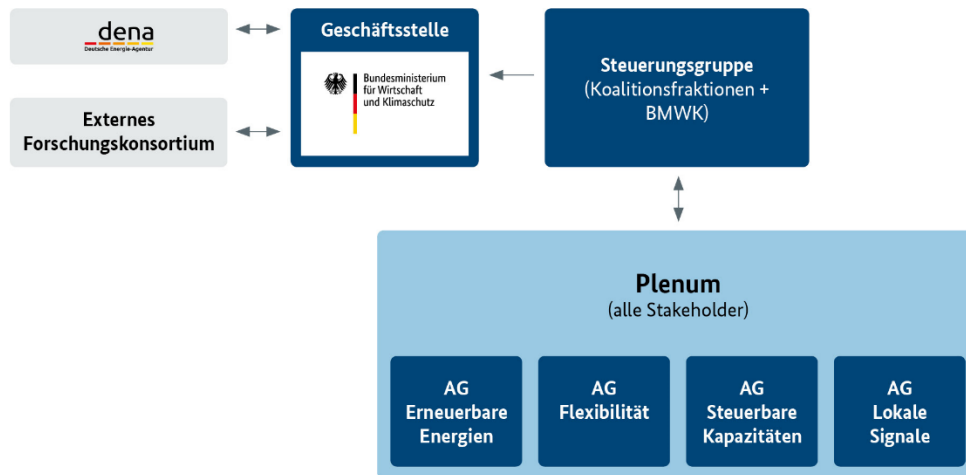 dena
Deutsche Energie-Agentur
Externes
Forschungskonsortium
Geschäftsstelle
Bundesministerium
für Wirtschaft
und Klimaschutz
Steuerungsgruppe
(Koalitionsfraktionen +
BMWK)
Plenum
(alle Stakeholder)
AG
Erneuerbare
Energien
AG
Flexibilität
AG
Steuerbare
Kapazitäten
AG
Lokale
Signale